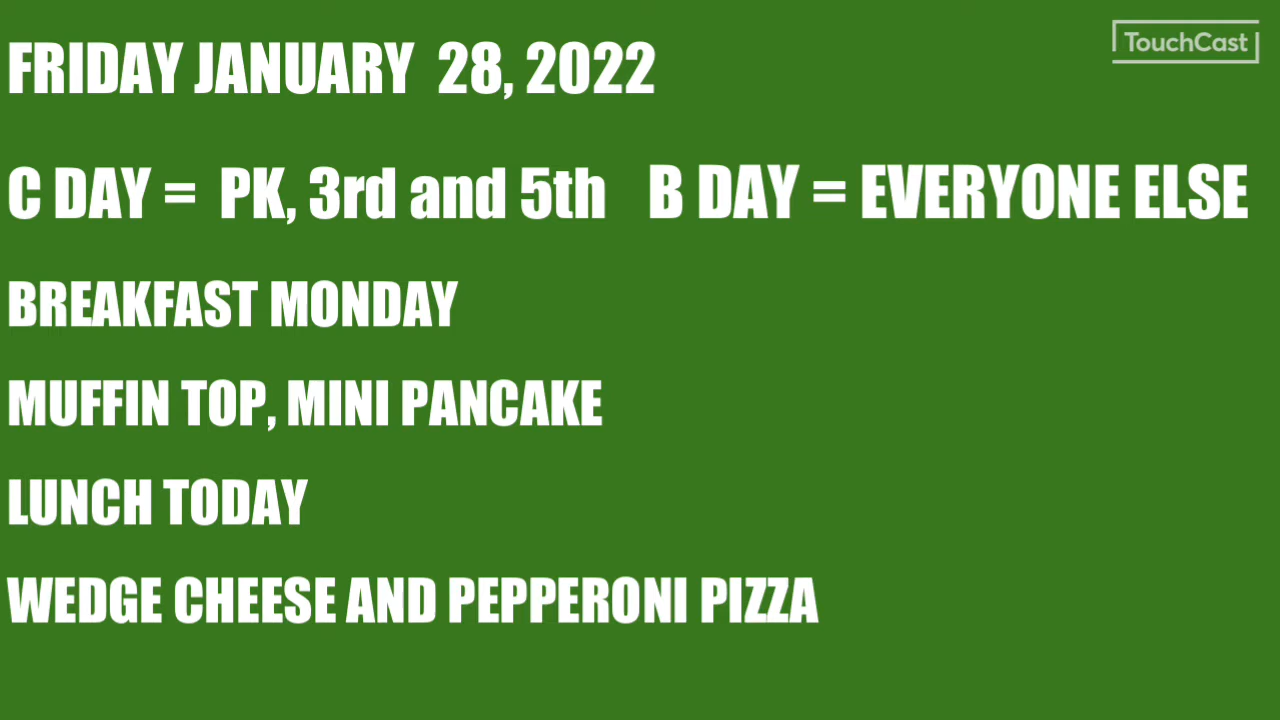 FRIDAY JANUARY 28, 2022
TouchCast
C DAY = PK, 3rd and 5th B DAY = EVERYONE ELSE
BREAKFAST MONDAY
MUFFIN TOP, MINI PANCAKE
LUNCH TODAY
WEDGE CHEESE AND PEPPERONI PIZZA